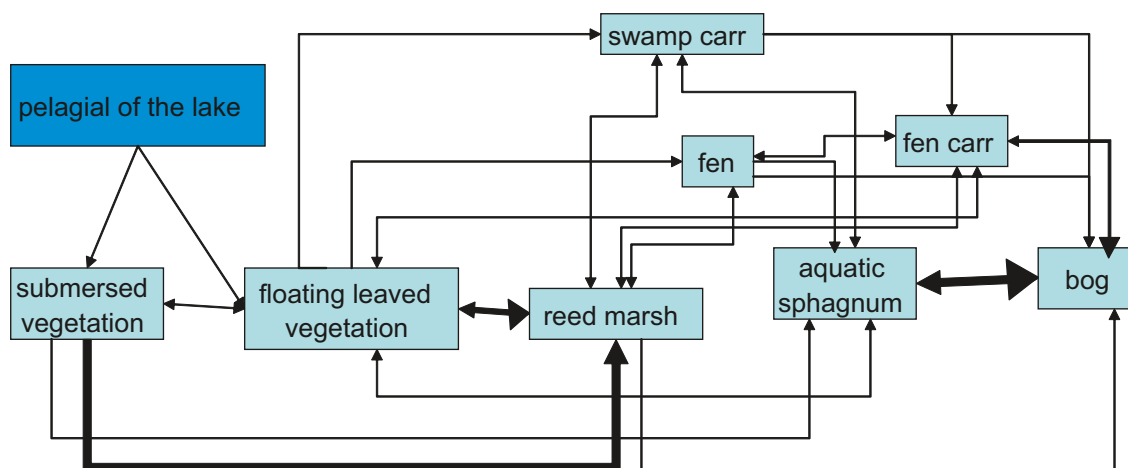 swamp carr
pelagial of the lake
fen carr
fen
submersed
vegetation
floating leaved
vegetation
reed marsh
aquatic
sphagnum
bog